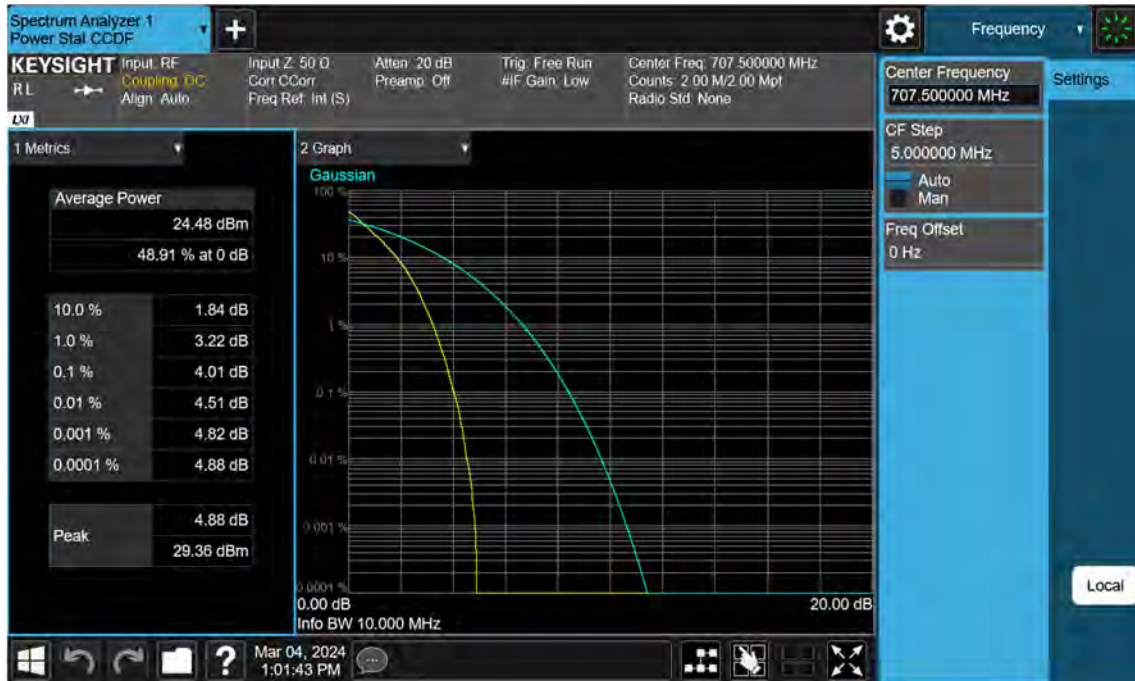 Spectrum Analyzer 1
Power Stat CCDF
+
Frequency
KEYSIGHT
RL
LXI
Input: RF
Coupling: DC
Align: Auto
Input Z: 50 Ω
Corr CCorr
Freq Ref: Int (S)
Atten: 20 dB
Preamp: Off
Trig: Free Run
#IF Gain: Low
Center Freq: 707.500000 MHz
Counts: 2.00 M/2.00 Mpt
Radio Std: None
Center Frequency
707.500000 MHz
Settings
CF Step
5.000000 MHz
Auto
Man
Freq Offset
0 Hz
1 Metrics
Average Power
24.48 dBm
48.91 % at 0 dB
10.0 % 1.84 dB
1.0 % 3.22 dB
0.1 % 4.01 dB
0.01 % 4.51 dB
0.001 % 4.82 dB
0.0001 % 4.88 dB
Peak
4.88 dB
29.36 dBm
2 Graph
Gaussian
100 %
10 %
1 %
0.1 %
0.01 %
0.001 %
0.0001 %
0.00 dB 20.00 dB
Info BW 10.000 MHz
Local
?
Mar 04, 2024
1:01:43 PM